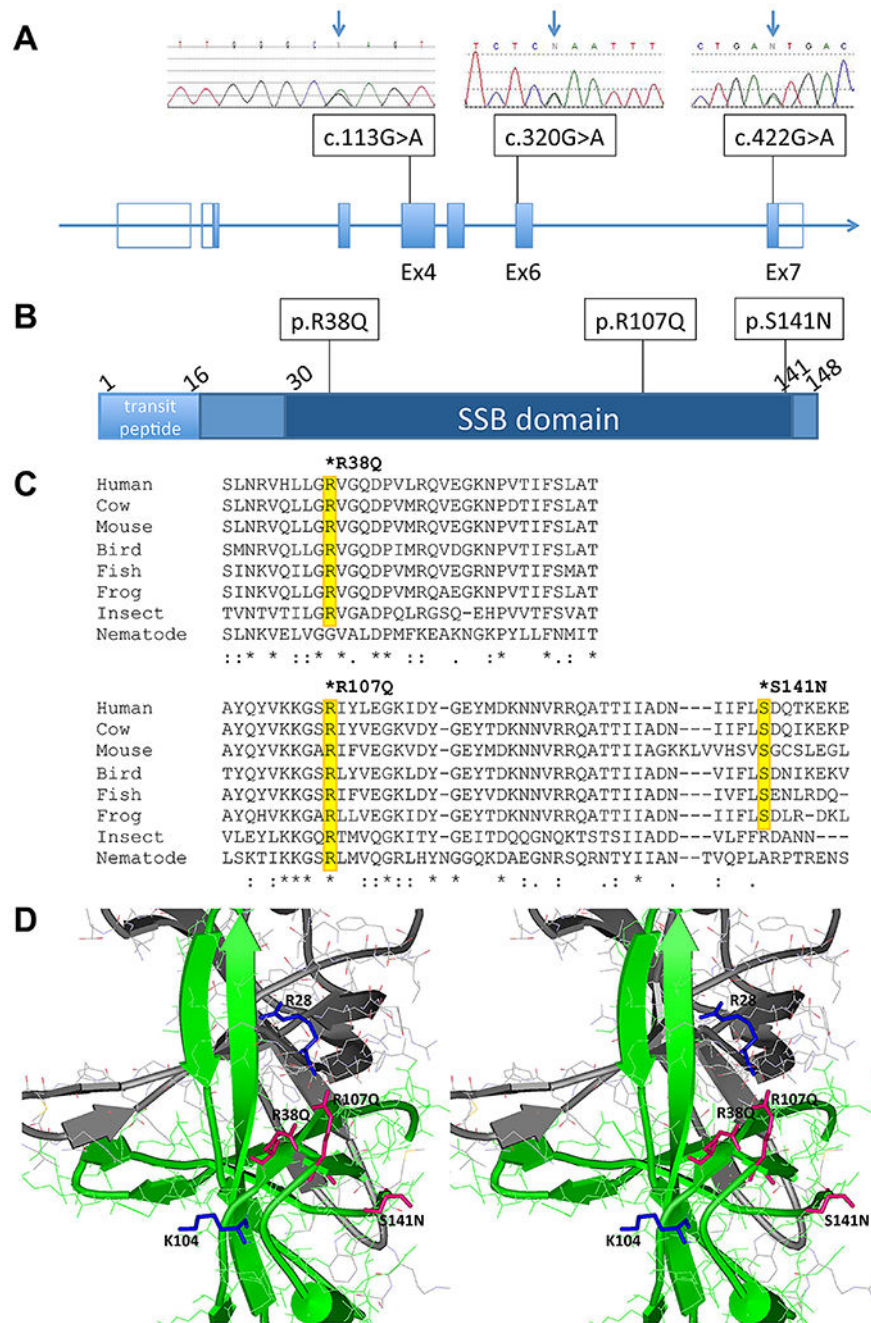 A
T T G G G C N A G T
T C T C N A A T T T
C T G A N T G A C
c.113G>A
c.320G>A
c.422G>A
Ex4
Ex6
Ex7
B
p.R38Q
p.R107Q
p.S141N
1
16
30
141
148
transit peptide
SSB domain
C
*R38Q
Human SLNRVHLLGRVGQDPVLRQVEGKNPVTIFSLAT
Cow SLNRVQLLGRVGQDPVMRQVEGKNPDTIFSLAT
Mouse SLNRVQLLGRVGQDPVMRQVEGKNPVTIFSLAT
Bird SMNRVQLLGRVGQDPIMRQVDGKNPVTIFSLAT
Fish SINKVQILGRVGQDPVMRQVEGRNPVTIFSMAT
Frog SINKVQLLGRVGQDPVMRQAEGKNPVTIFSLAT
Insect TVNTVTILGRVGADPQLRGSQ-EHPVVTFSVAT
Nematode SLNKVELVGGVALDPMFKEAKNGKPYLLFNMIT
::* * ::* *. ** . :* *.: *
*R107Q *S141N
Human AYQYVKKGSRIYLEGKIDY-GEYMDKNNVRRQATTIIADN---IIFLSDQTKEKE
Cow AYQYVKKGSRIYVEGKVDY-GEYTDKNNVRRQATTIIADN---IIFLSDQIKEKP
Mouse AYQYVKKGARIFVEGKVDY-GEYMDKNNVRRQATTIIAGKKLVVHSVSGCSLEGL
Bird TYQYVKKGSRLYVEGKLDY-GEYTDKNNVRRQATTIIADN---VIFLSDNIKEKV
Fish AYQYVKKGSRIFVEGKLDY-GEYVDKNNVRRQATTIIADN---IVFLSENLRDQ-
Frog AYQHVKKGARLLVEGKLDY-GEYTDKNNVRRQATTIIADN---IIFLSDLR-DKL
Insect VLEYLKKGQRTMVQGKITY-GEITDQQGNQKTSTSIIADD---VLFFRDANN---
Nematode LSKTIKKGSRLMVQGRLHYNGGQKDAEGNRSQRNTYIIAN---TVQPLARPTRENS
: :*** * :*:: * * * :. :. : * . : .
D
R28
R107Q
R38Q
K104
S141N
R28
R107Q
R38Q
K104
S141N